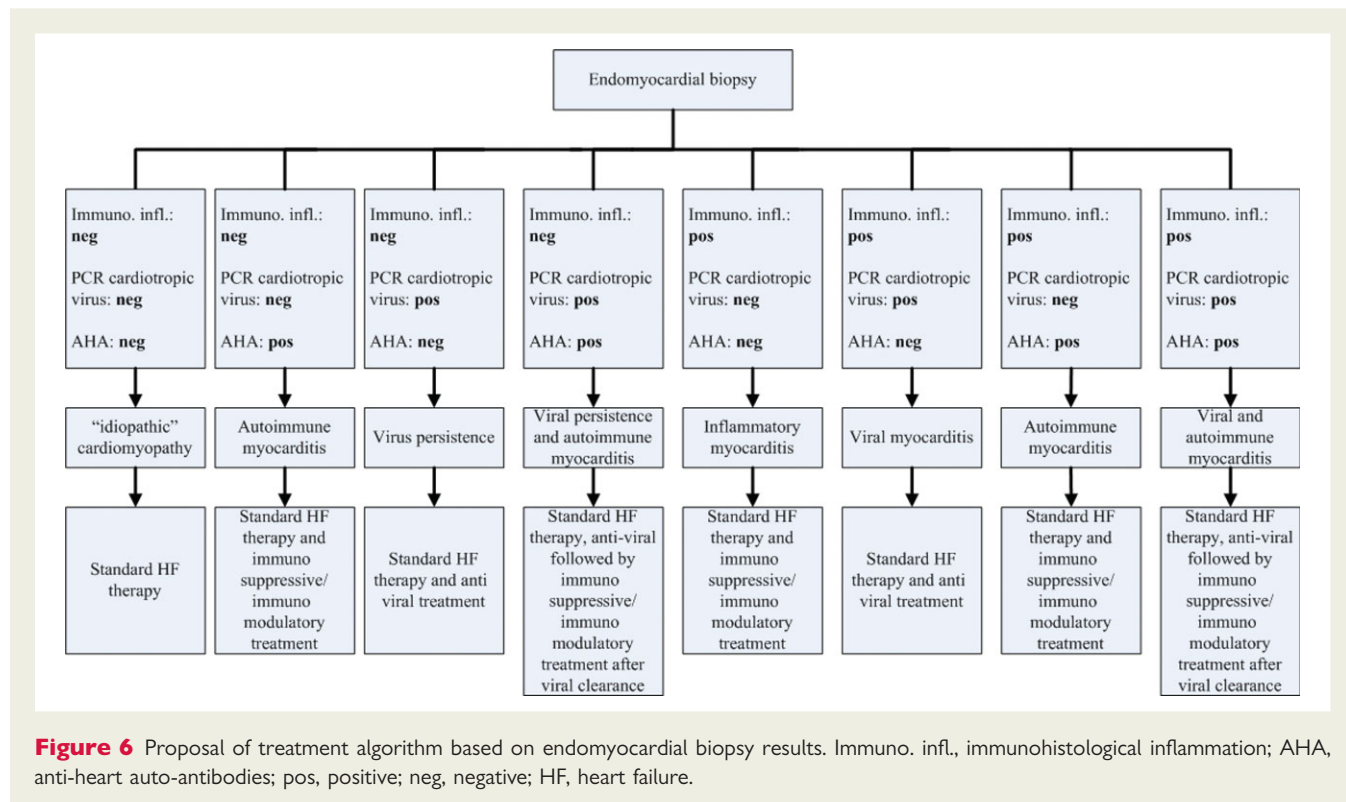 Endomyocardial biopsy
Immuno. infl.:
neg
PCR cardiotropic
virus: neg
AHA: neg
Immuno. infl.:
neg
PCR cardiotropic
virus: neg
AHA: pos
Immuno. infl.:
neg
PCR cardiotropic
virus: pos
AHA: neg
Immuno. infl.:
neg
PCR cardiotropic
virus: pos
AHA: pos
Immuno. infl.:
pos
PCR cardiotropic
virus: neg
AHA: neg
Immuno. infl.:
pos
PCR cardiotropic
virus: pos
AHA: neg
Immuno. infl.:
pos
PCR cardiotropic
virus: neg
AHA: pos
Immuno. infl.:
pos
PCR cardiotropic
virus: pos
AHA: pos
“idiopathic”
cardiomyopathy
Autoimmune
myocarditis
Virus persistence
Viral persistence
and autoimmune
myocarditis
Inflammatory
myocarditis
Viral myocarditis
Autoimmune
myocarditis
Viral and
autoimmune
myocarditis
Standard HF
therapy
Standard HF
therapy and
immuno
suppressive/
immuno
modulatory
treatment
Standard HF
therapy and anti
viral treatment
Standard HF
therapy, anti-viral
followed by
immuno
suppressive/
immuno
modulatory
treatment after
viral clearance
Standard HF
therapy and
immuno
suppressive/
immuno
modulatory
treatment
Standard HF
therapy and anti
viral treatment
Standard HF
therapy and
immuno
suppressive/
immuno
modulatory
treatment
Standard HF
therapy, anti-viral
followed by
immuno
suppressive/
immuno
modulatory
treatment after
viral clearance
Figure 6 Proposal of treatment algorithm based on endomyocardial biopsy results. Immuno. infl., immunohistological inflammation; AHA,
anti-heart auto-antibodies; pos, positive; neg, negative; HF, heart failure.